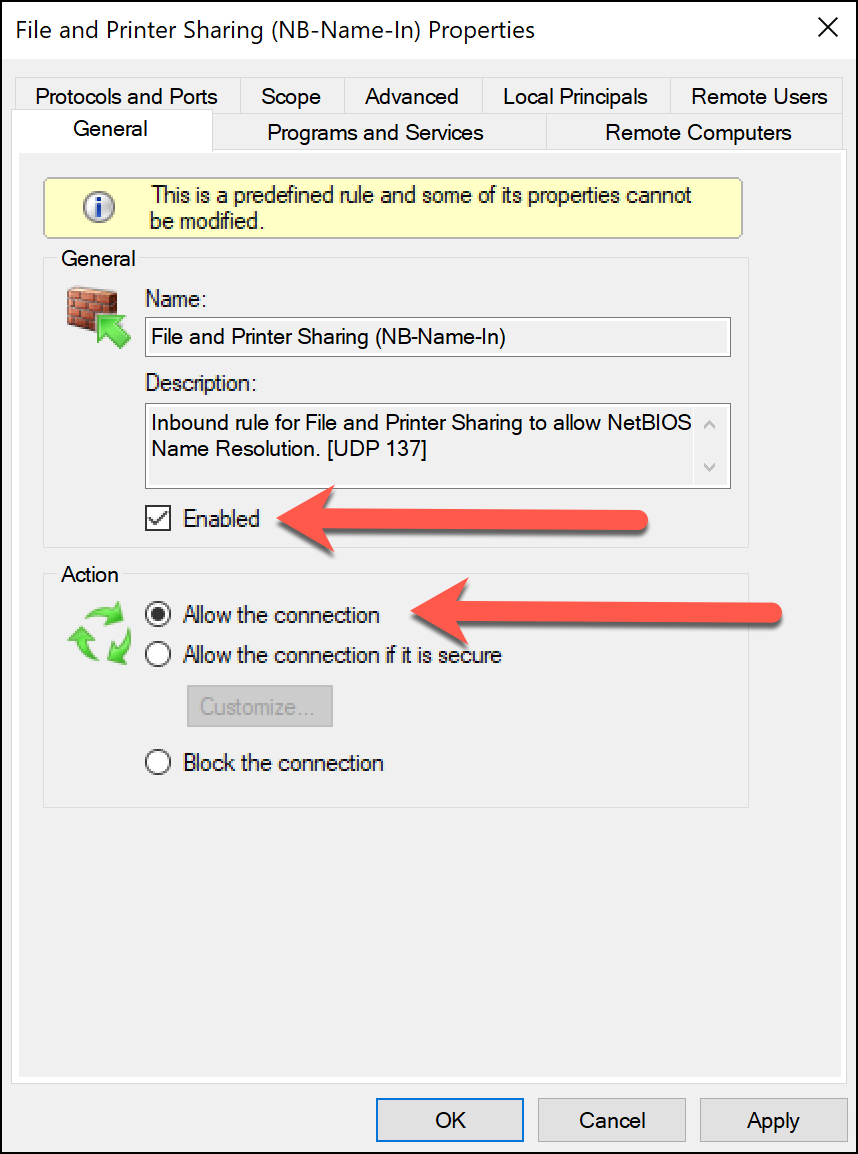 File and Printer Sharing (NB-Name-In) Properties
Protocols and Ports
Scope
Advanced
Local Principals
Remote Users
General
Programs and Services
Remote Computers
This is a predefined rule and some of its properties cannot
be modified.
General
Name:
File and Printer Sharing (NB-Name-In)
Description:
Inbound rule for File and Printer Sharing to allow NetBIOS
Name Resolution. [UDP 137]
Enabled
Action
Allow the connection
Allow the connection if it is secure
Customize...
Block the connection
OK
Cancel
Apply